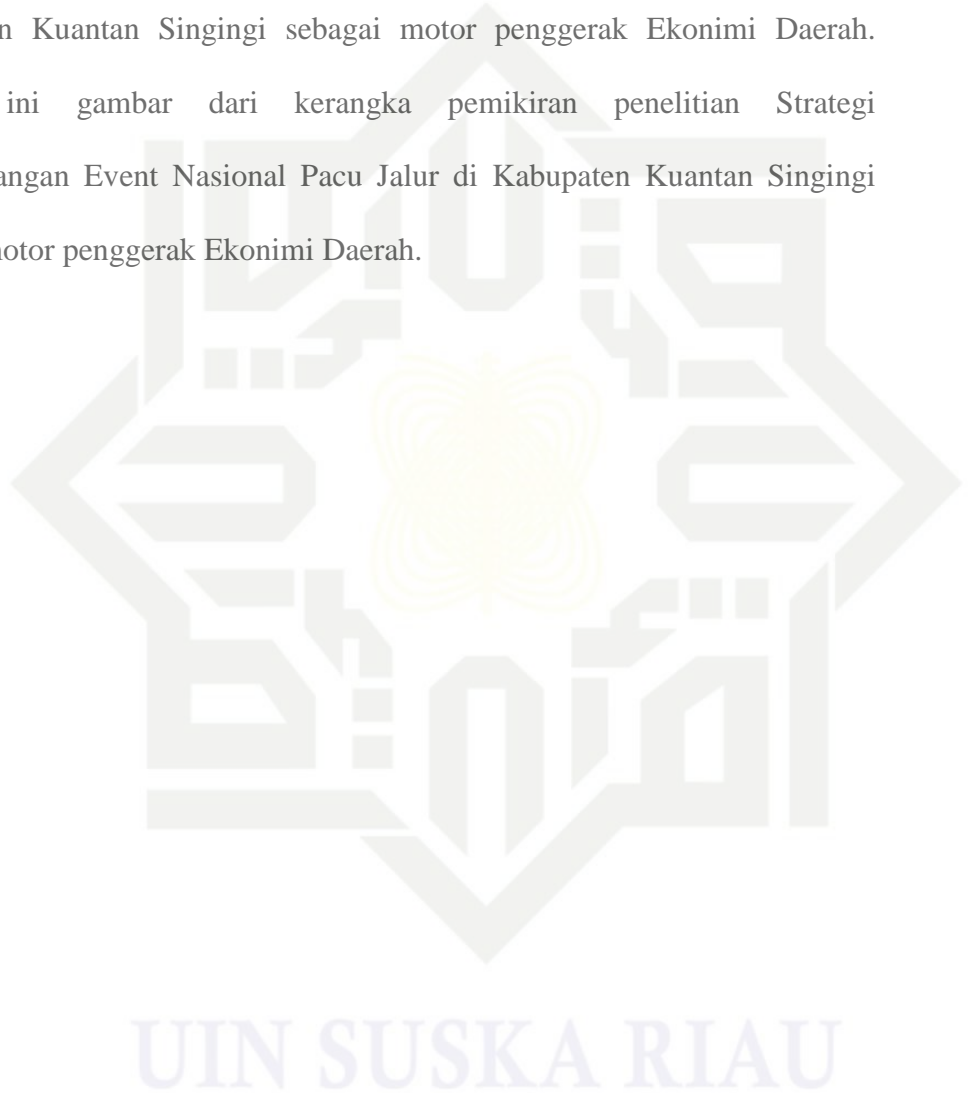 n Kuantan Singingi sebagai motor penggerak Ekonimi Daerah.
ini gambar dari kerangka pemikiran penelitian Strategi
angan Event Nasional Pacu Jalur di Kabupaten Kuantan Singingi
notor penggerak Ekonimi Daerah.
UIN SUSKA RIAU